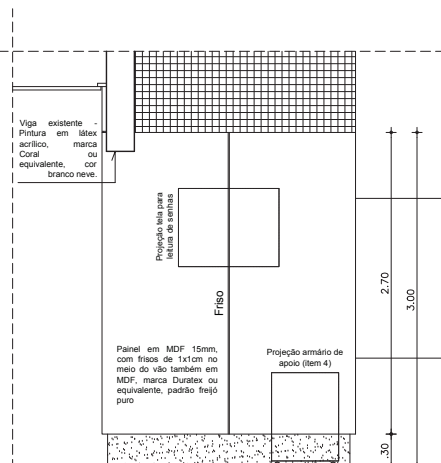 Viga existente -
Pintura em látex
acrílico, marca
Coral ou
equivalente, cor
branco neve.
Projeção tela para
leitura de senhas
Friso
2.70
3.00
Painel em MDF 15mm,
com frisos de 1x1cm no
meio do vão também em
MDF, marca Duratex ou
equivalente, padrão freijó
puro
Projeção armário de
apoio (item 4)
.30